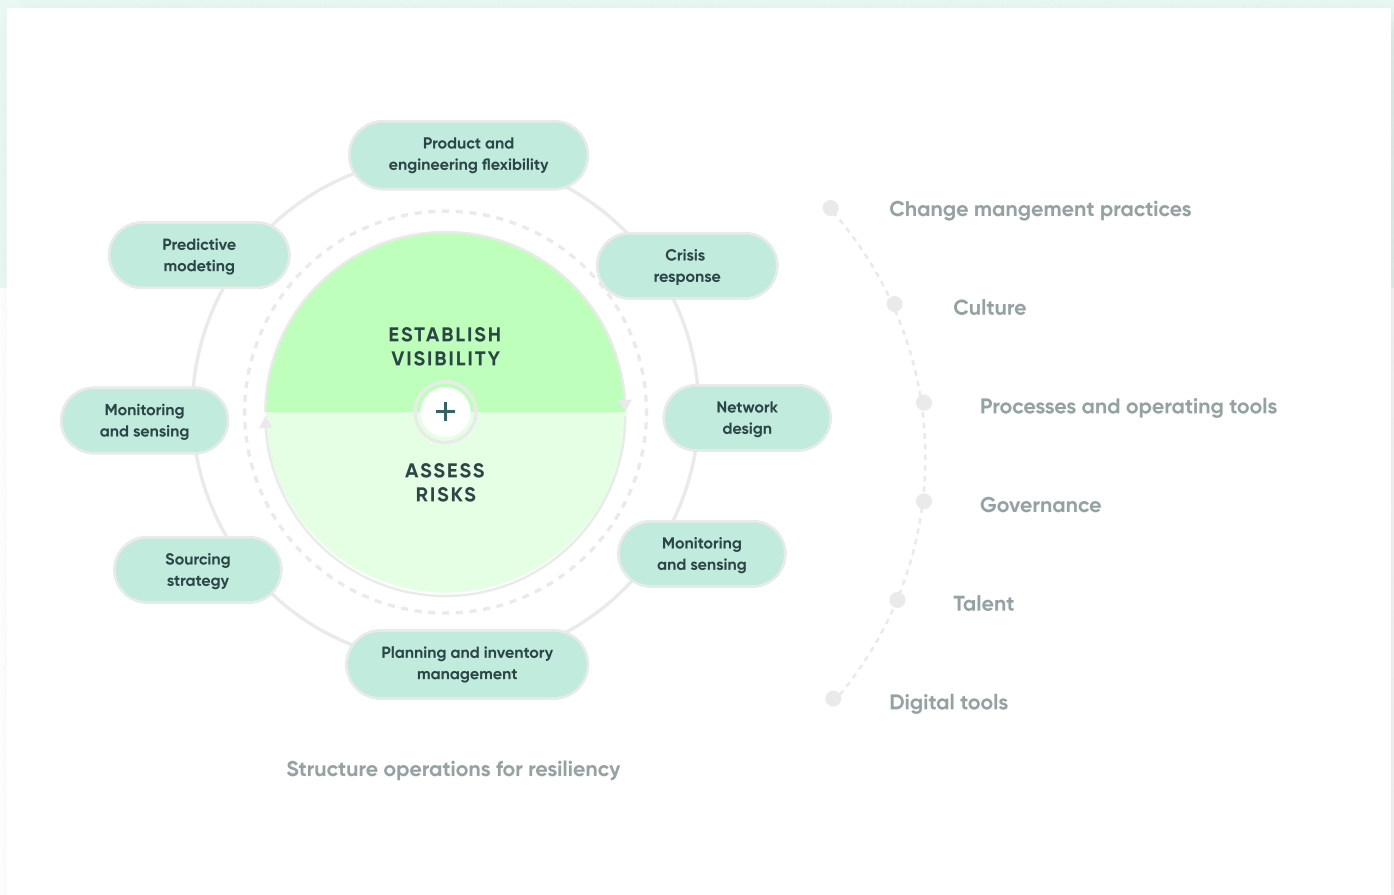 Product and
engineering flexibility
Predictive
modeting
Crisis
response
ESTABLISH
VISIBILITY
Monitoring
and sensing
Network
design
ASSESS
RISKS
Sourcing
strategy
Monitoring
and sensing
Planning and inventory
management
Structure operations for resiliency
Change mangement practices
Culture
Processes and operating tools
Governance
Talent
Digital tools